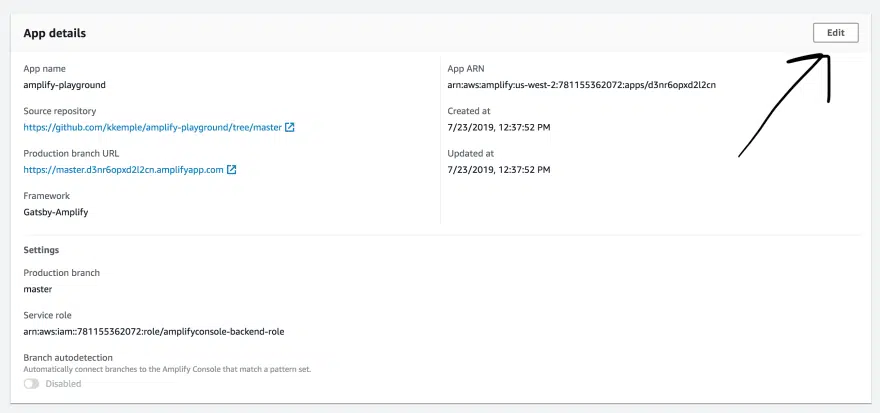 App details
Edit
App name
amplify-playground
Source repository
https://github.com/kkemple/amplify-playground/tree/master
Production branch URL
https://master.d3nr6opxd2l2cn.amplifyapp.com
Framework
Gatsby-Amplify
App ARN
arn:aws:amplify:us-west-2:781155362072:apps/d3nr6opxd2l2cn
Created at
7/23/2019, 12:37:52 PM
Updated at
7/23/2019, 12:37:52 PM
Settings
Production branch
master
Service role
arn:aws:iam::781155362072:role/amplifyconsole-backend-role
Branch autodetection
Automatically connect branches to the Amplify Console that match a pattern set.
Disabled